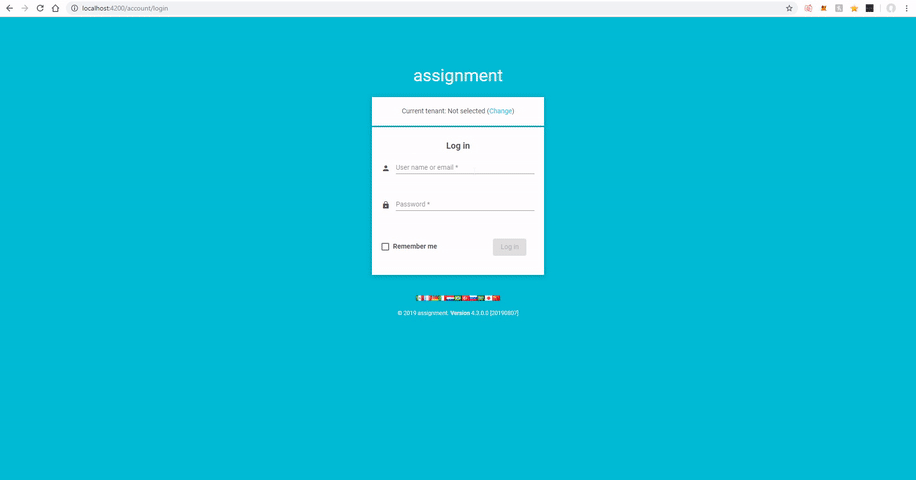 localhost:4200/account/login
assignment
Current tenant: Not selected (Change)
Log in
User name or email *
Password *
Remember me
Log in
© 2019 assignment. Version 4.3.0.0 [20190807]